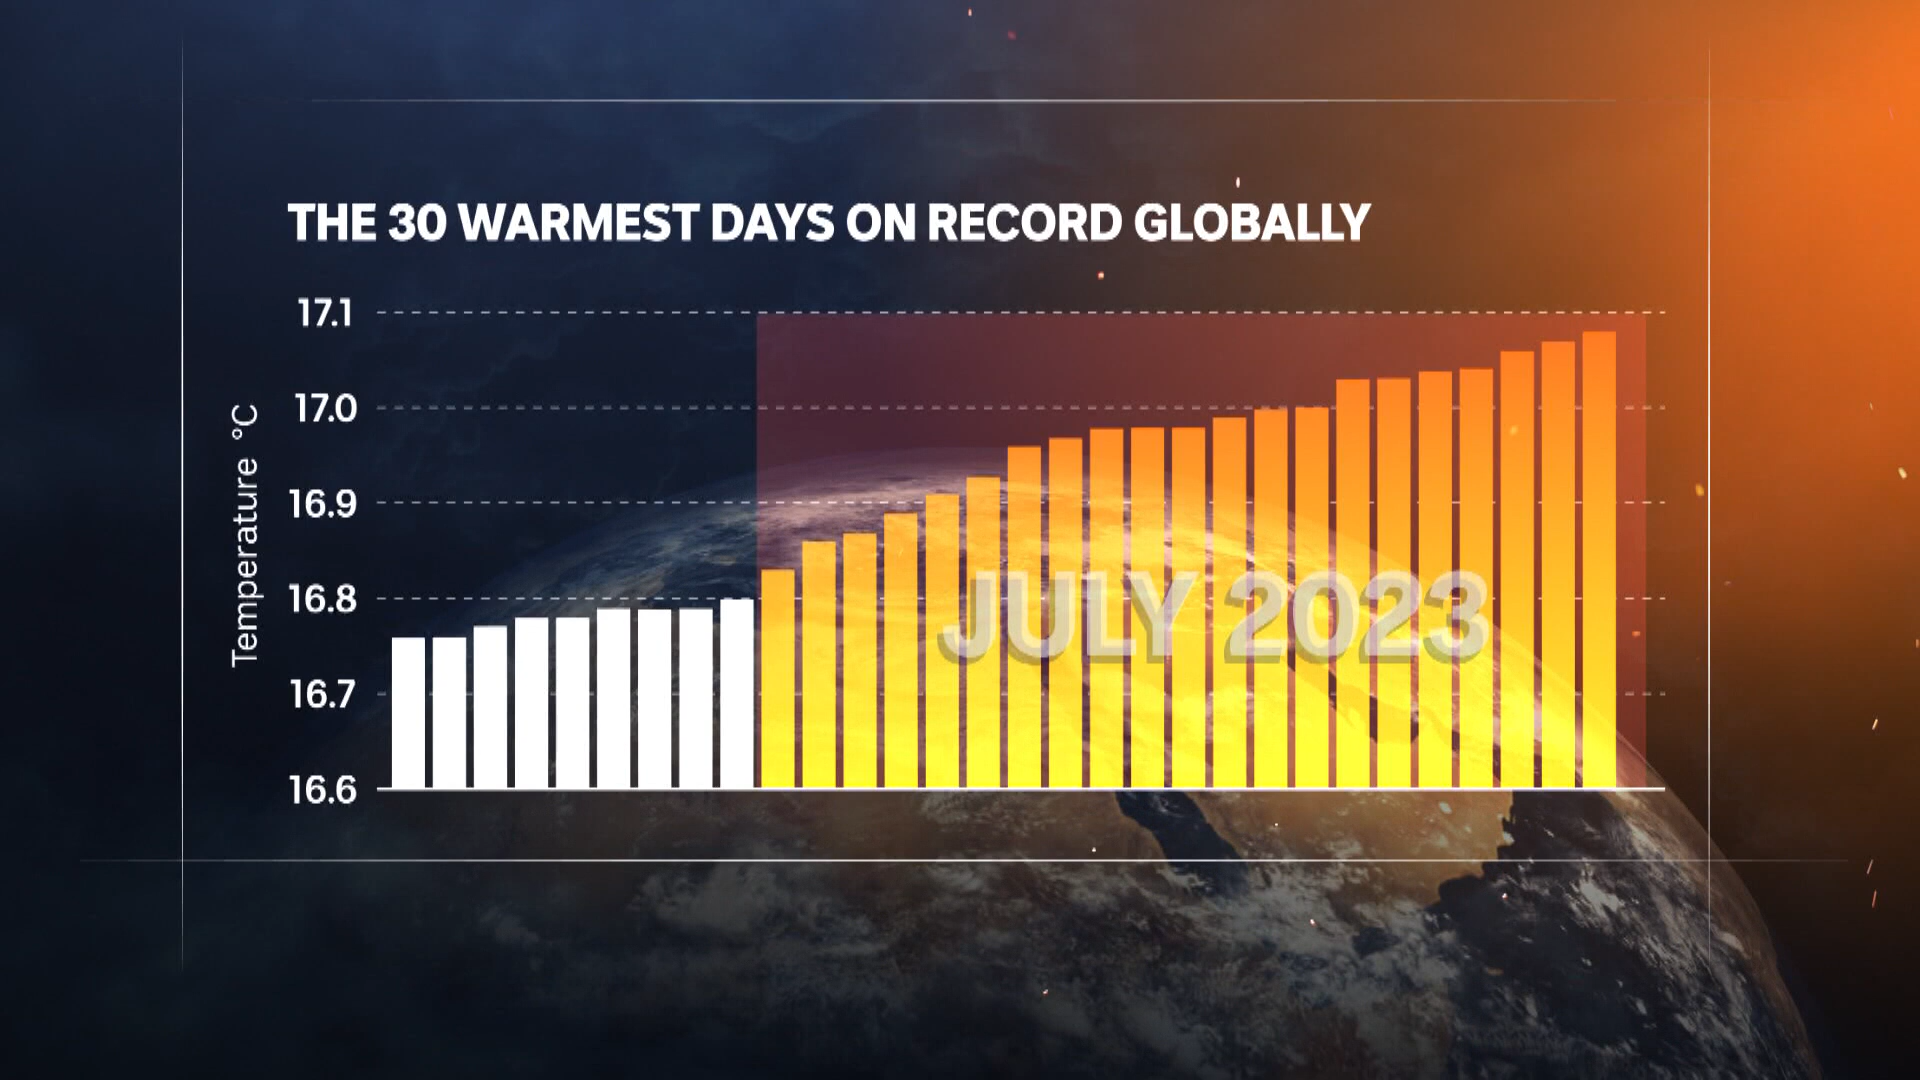 THE 30 WARMEST DAYS ON RECORD GLOBALLY
17.1
17.0
16.9
16.8
16.7
16.6
Temperature °C
JULY 2023